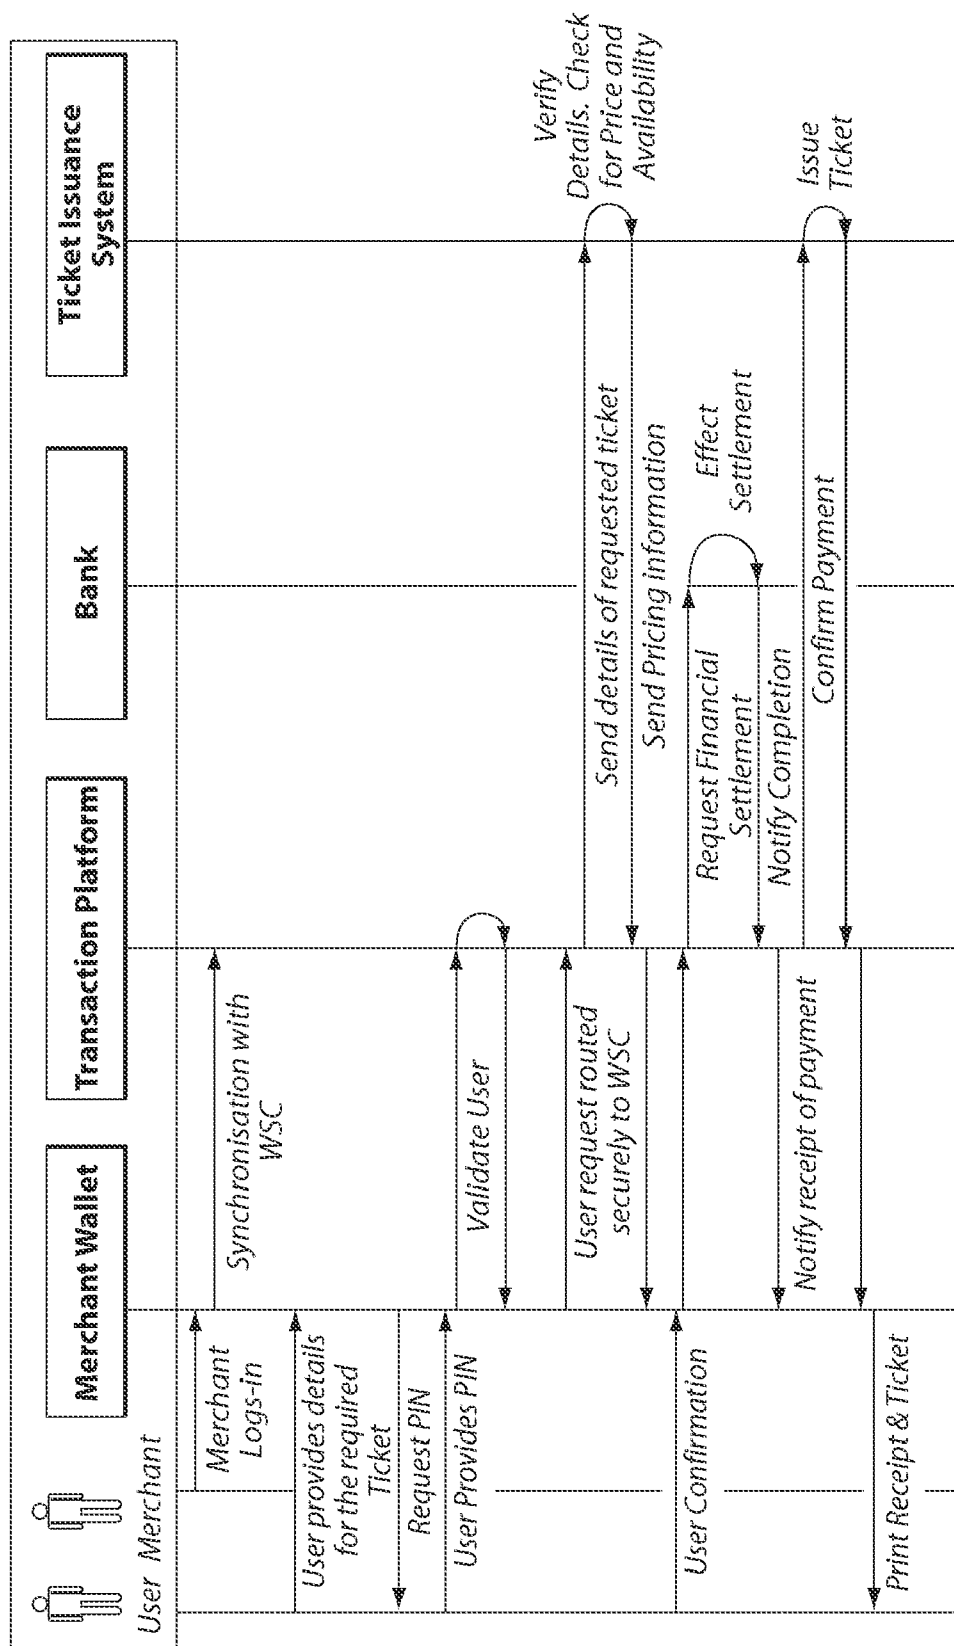 User
Merchant
Merchant Wallet
Transaction Platform
Bank
Ticket Issuance
System
Merchant
Logs-in
Synchronisation with
WSC
User provides details
for the required
Ticket
Request PIN
User Provides PIN
Validate User
User request routed
securely to WSC
Send details of requested ticket
Verify
Details. Check
for Price and
Availability
Send Pricing information
User Confirmation
Request Financial
Settlement
Effect
Settlement
Notify Completion
Notify receipt of payment
Confirm Payment
Issue
Ticket
Print Receipt & Ticket